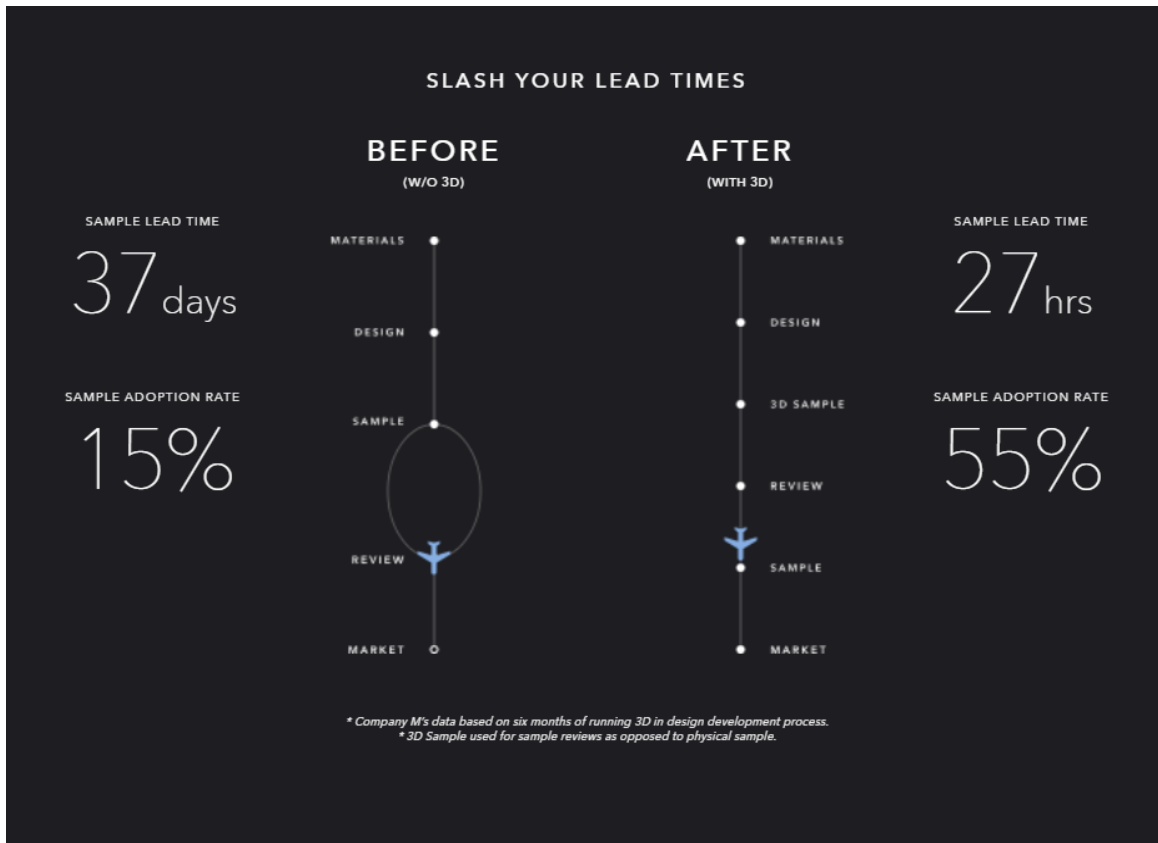 SLASH YOUR LEAD TIMES
BEFORE
(W/O 3D)
SAMPLE LEAD TIME
37 days
SAMPLE ADOPTION RATE
15%
MATERIALS
DESIGN
SAMPLE
REVIEW
MARKET
AFTER
(WITH 3D)
MATERIALS
DESIGN
3D SAMPLE
REVIEW
SAMPLE
MARKET
SAMPLE LEAD TIME
27 hrs
SAMPLE ADOPTION RATE
55%
* Company M's data based on six months of running 3D in design development process.
* 3D Sample used for sample reviews as opposed to physical sample.